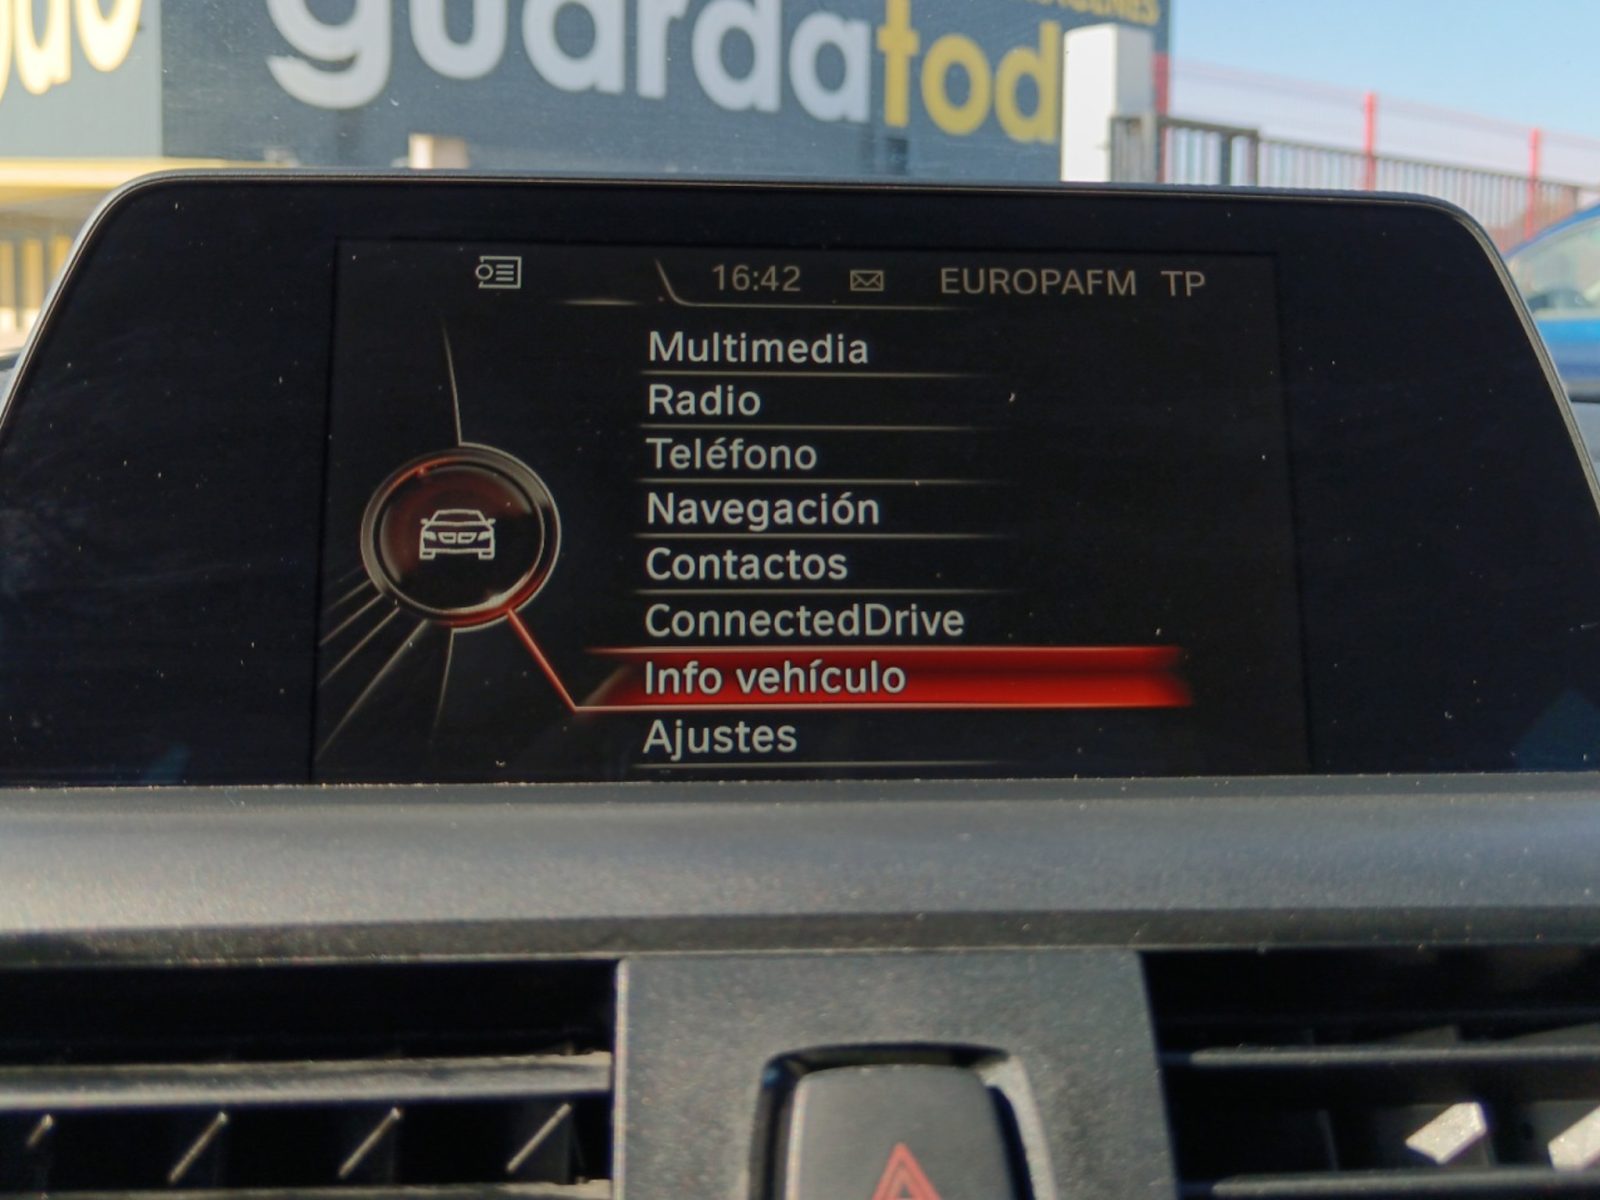 guardatod
16:42 EUROPAFM TP
Multimedia
Radio
Teléfono
Navegación
Contactos
ConnectedDrive
Info vehículo
Ajustes